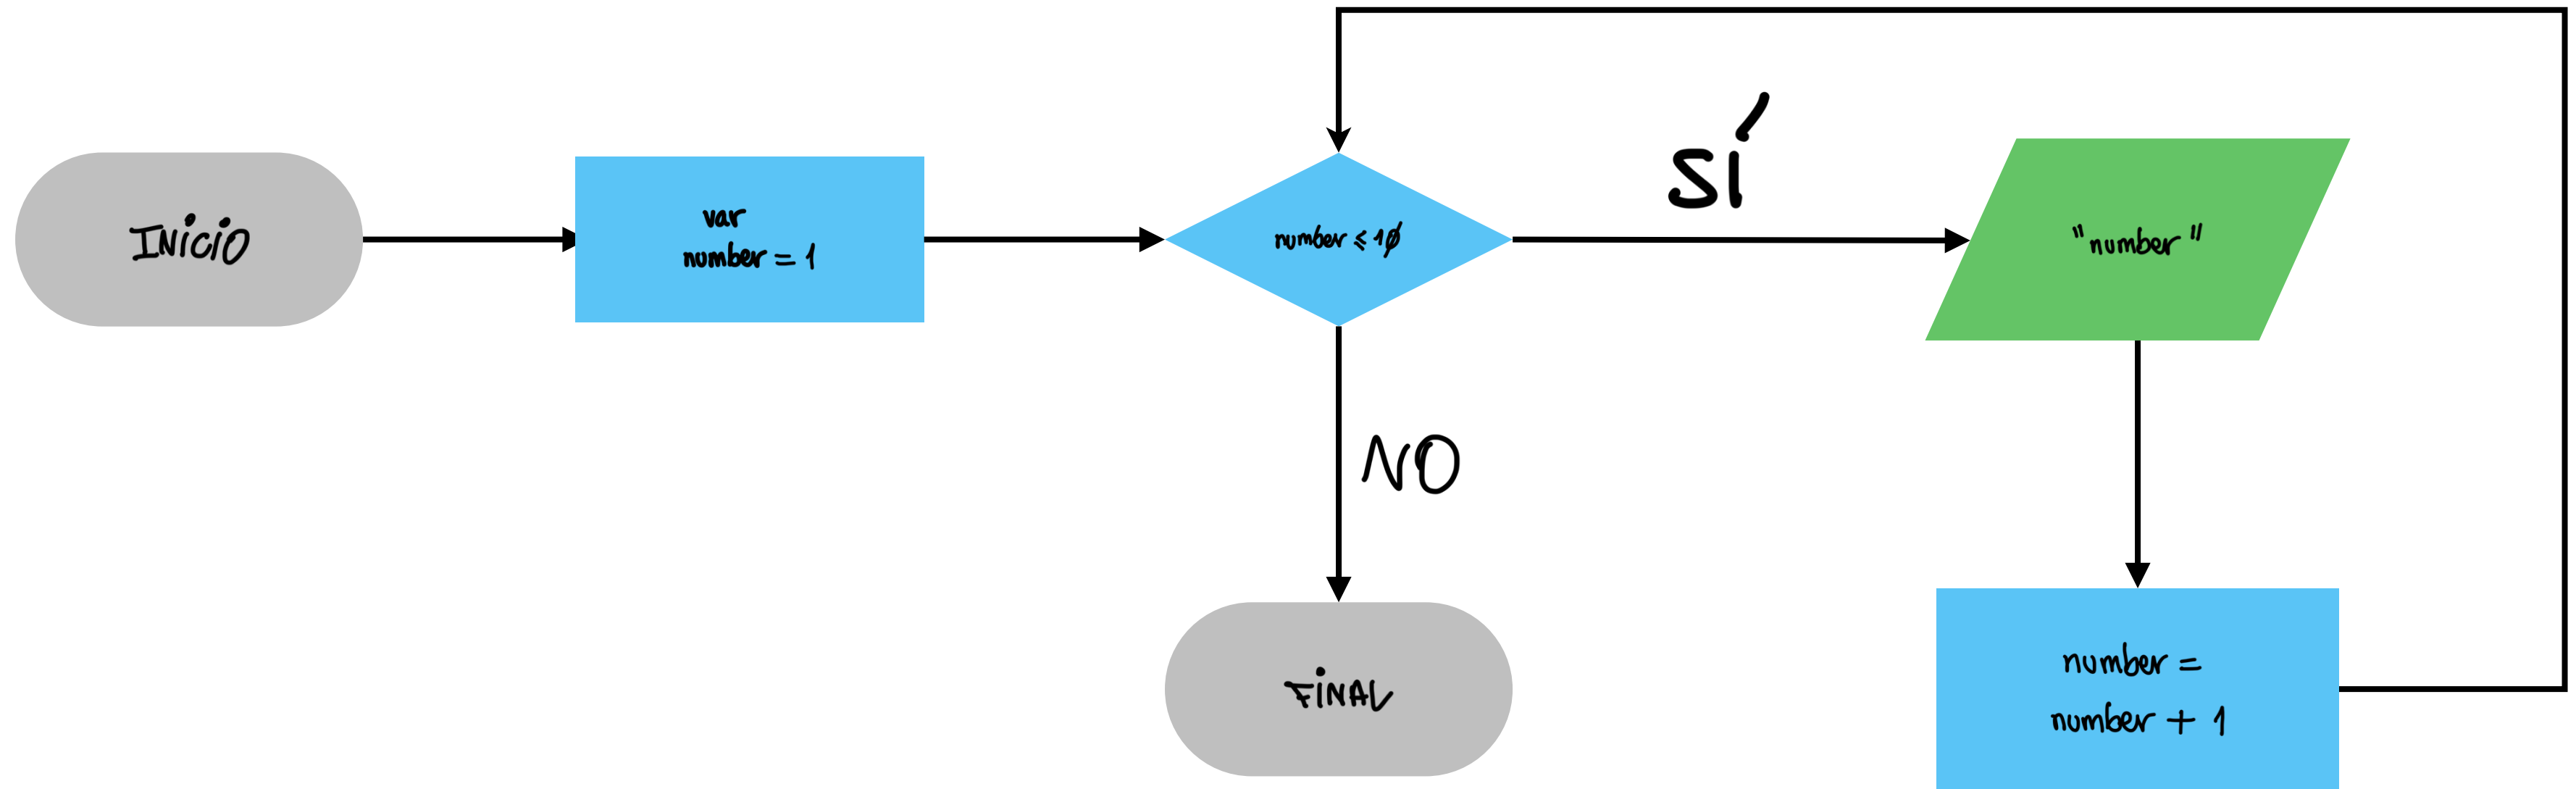 INICIO
var
number = 1
number ≤ 10
SÍ
"number"
NO
FINAL
number =
number + 1